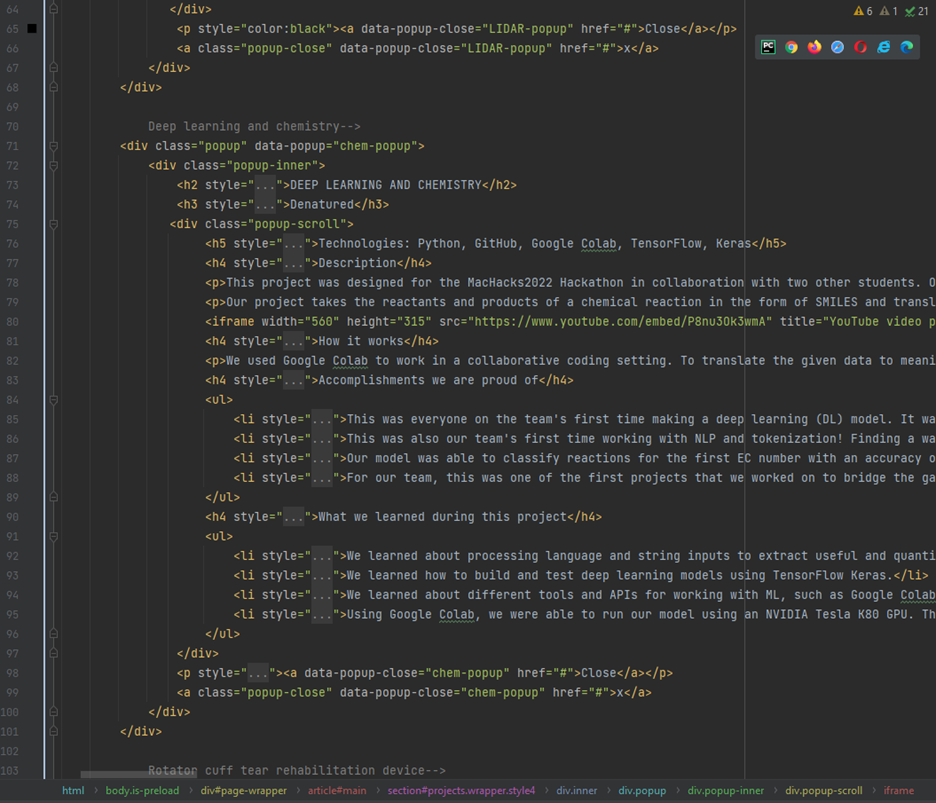 6 1 21
64 </div>
65 <p style="color:black"><a data-popup-close="LIDAR-popup" href="#">Close</a></p>
66 <a class="popup-close" data-popup-close="LIDAR-popup" href="#">x</a>
67 </div>
68 </div>
69
70 Deep learning and chemistry-->
71 <div class="popup" data-popup="chem-popup">
72 <div class="popup-inner">
73 <h2 style="...">DEEP LEARNING AND CHEMISTRY</h2>
74 <h3 style="...">Denatured</h3>
75 <div class="popup-scroll">
76 <h5 style="...">Technologies: Python, GitHub, Google Colab, TensorFlow, Keras</h5>
77 <h4 style="...">Description</h4>
78 <p>This project was designed for the MacHacks2022 Hackathon in collaboration with two other students. O
79 <p>Our project takes the reactants and products of a chemical reaction in the form of SMILES and transl
80 <iframe width="560" height="315" src="https://www.youtube.com/embed/P8nu3Ok3wmA" title="YouTube video p
81 <h4 style="...">How it works</h4>
82 <p>We used Google Colab to work in a collaborative coding setting. To translate the given data to meani
83 <h4 style="...">Accomplishments we are proud of</h4>
84 <ul>
85 <li style="...">This was everyone on the team's first time making a deep learning (DL) model. It wa
86 <li style="...">This was also our team's first time working with NLP and tokenization! Finding a wa
87 <li style="...">Our model was able to classify reactions for the first EC number with an accuracy o
88 <li style="...">For our team, this was one of the first projects that we worked on to bridge the ga
89 </ul>
90 <h4 style="...">What we learned during this project</h4>
91 <ul>
92 <li style="...">We learned about processing language and string inputs to extract useful and quanti
93 <li style="...">We learned how to build and test deep learning models using TensorFlow Keras.</li>
94 <li style="...">We learned about different tools and APIs for working with ML, such as Google Colab
95 <li style="...">Using Google Colab, we were able to run our model using an NVIDIA Tesla K80 GPU. Th
96 </ul>
97 </div>
98 <p style="..."><a data-popup-close="chem-popup" href="#">Close</a></p>
99 <a class="popup-close" data-popup-close="chem-popup" href="#">x</a>
100 </div>
101 </div>
102
103 Rotator cuff tear rehabilitation device-->
html › body.is-preload › div#page-wrapper › article#main › section#projects.wrapper.style4 › div.inner › div.popup › div.popup-inner › div.popup-scroll › iframe